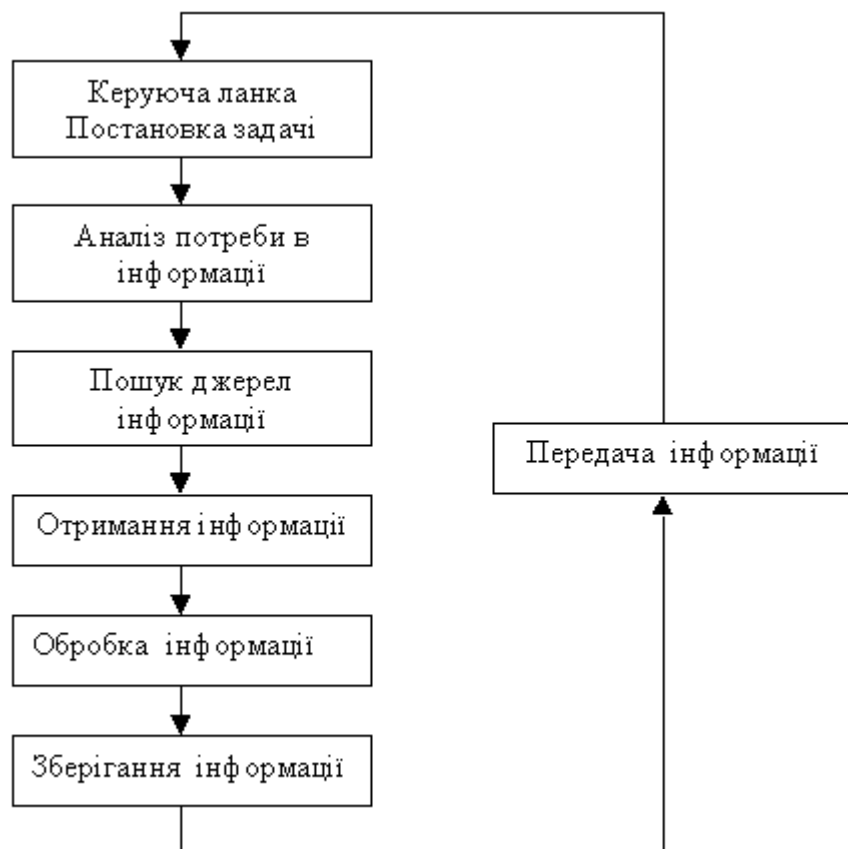 Керуюча ланка
Постановка задачі
Аналіз потреби в
інформації
Пошук джерел
інформації
Передача інформації
Отримання інформації
Обробка інформації
Зберігання інформації